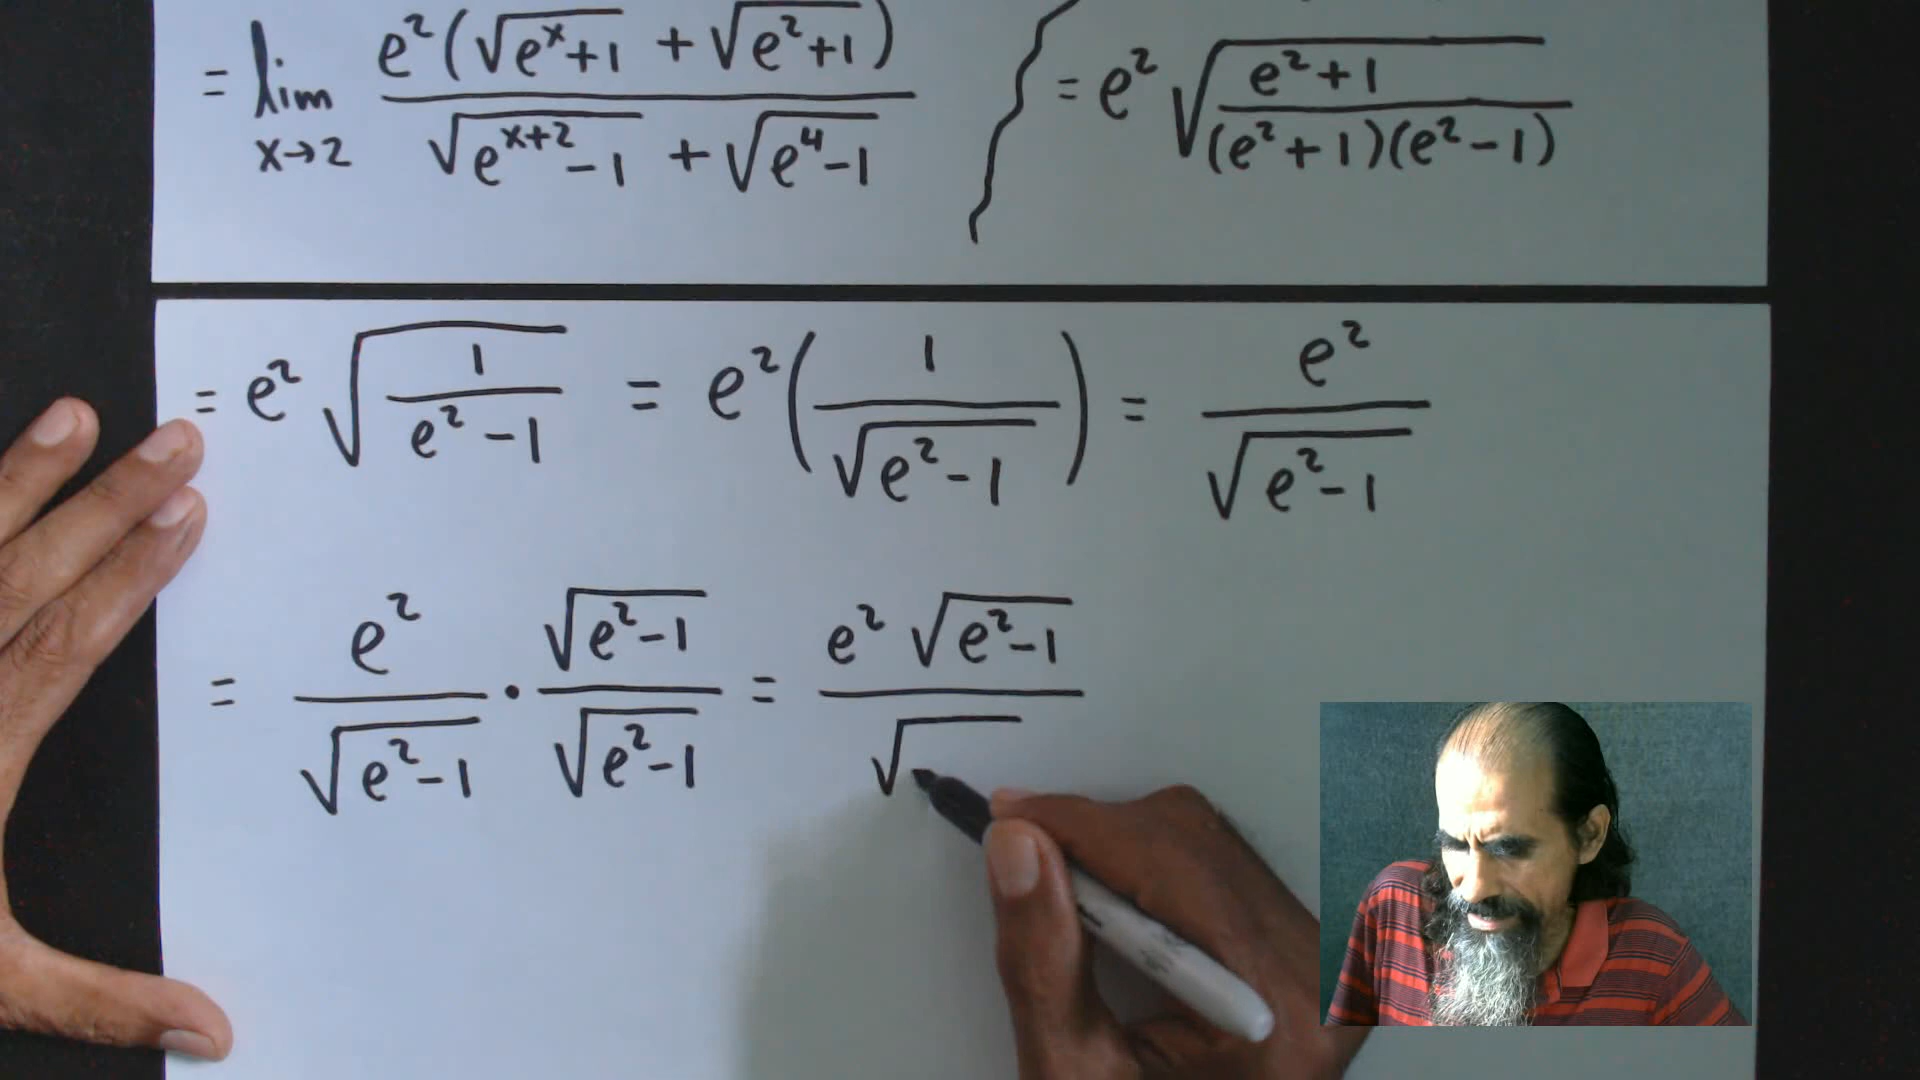 = lim x→2 e²(√(eˣ+1) + √(e²+1)) / (√(eˣ⁺²-1) + √(e⁴-1))
= e² √((e²+1) / ((e²+1)(e²-1)))
= e² √(1 / (e²-1)) = e² (1 / √(e²-1)) = e² / √(e²-1)
= e² / √(e²-1) · √(e²-1) / √(e²-1) = e² √(e²-1) / √